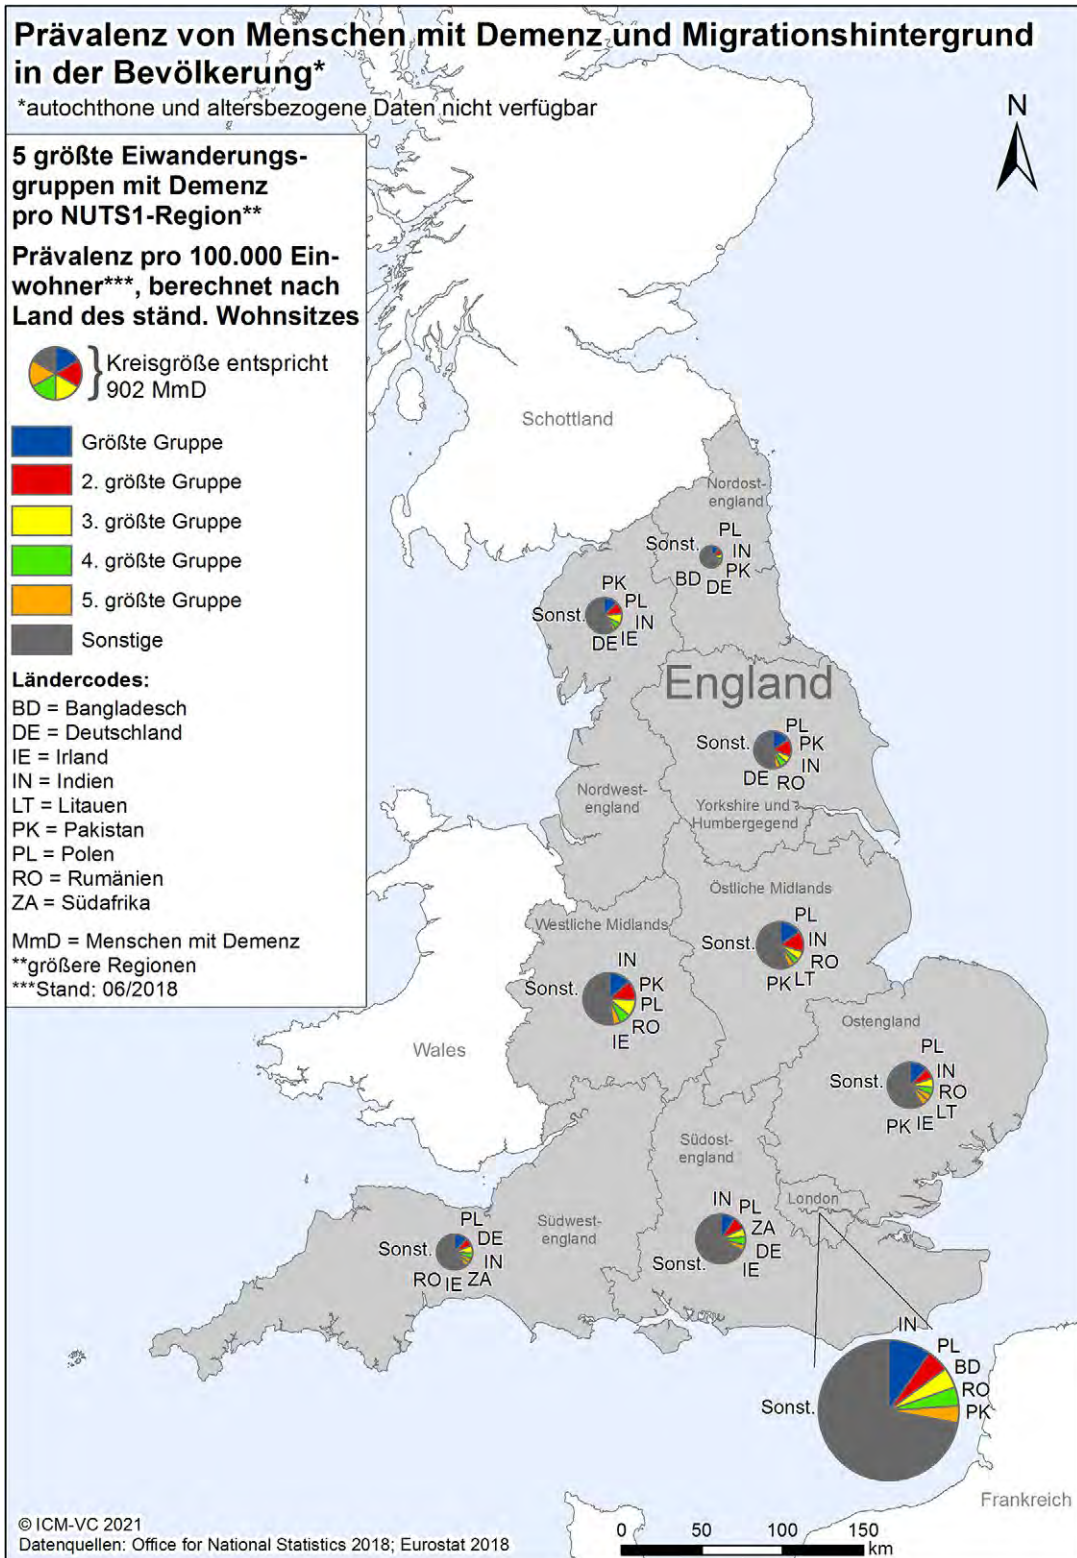 Prävalenz von Menschen mit Demenz und Migrationshintergrund
in der Bevölkerung*
*autochthone und altersbezogene Daten nicht verfügbar
5 größte Eiwanderungs-
gruppen mit Demenz
pro NUTS1-Region**
Prävalenz pro 100.000 Ein-
wohner***, berechnet nach
Land des ständ. Wohnsitzes
Kreisgröße entspricht
902 MmD
Größte Gruppe
2. größte Gruppe
3. größte Gruppe
4. größte Gruppe
5. größte Gruppe
Sonstige
Ländercodes:
BD = Bangladesch
DE = Deutschland
IE = Irland
IN = Indien
LT = Litauen
PK = Pakistan
PL = Polen
RO = Rumänien
ZA = Südafrika
MmD = Menschen mit Demenz
**größere Regionen
***Stand: 06/2018
N
Schottland
Nordost-
england
PL
Sonst.
IN
PK
BD
DE
PK
PL
Sonst.
IN
IE
DE
England
PL
Sonst.
PK
IN
DE
RO
Nordwest-
england
Yorkshire und
Humbergegend
Östliche Midlands
PL
Sonst.
IN
RO
PK
LT
Westliche Midlands
IN
Sonst.
PK
PL
RO
IE
Wales
Ostengland
PL
Sonst.
IN
RO
LT
PK
IE
Südost-
england
London
IN
PL
ZA
DE
Sonst.
IE
Südwest-
england
PL
DE
Sonst.
IN
RO
IE
ZA
IN
PL
BD
RO
Sonst.
PK
Frankreich
0 50 100 150
km
© ICM-VC 2021
Datenquellen: Office for National Statistics 2018; Eurostat 2018